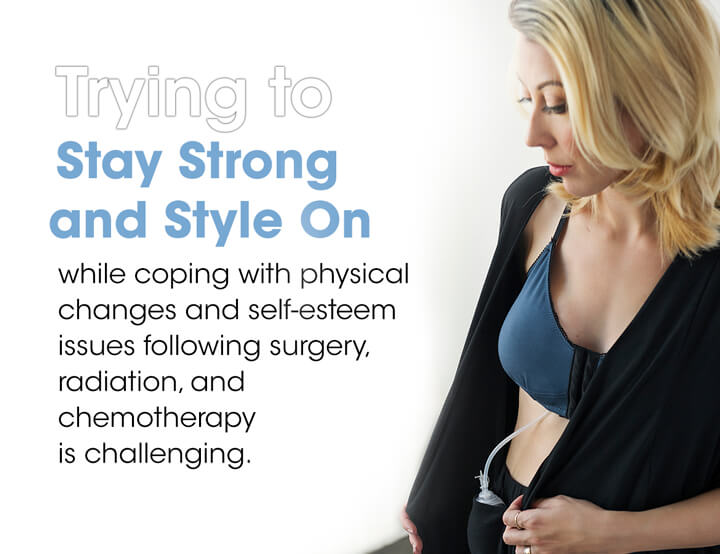 Trying to
Stay Strong
and Style On
while coping with physical
changes and self-esteem
issues following surgery,
radiation, and
chemotherapy
is challenging.